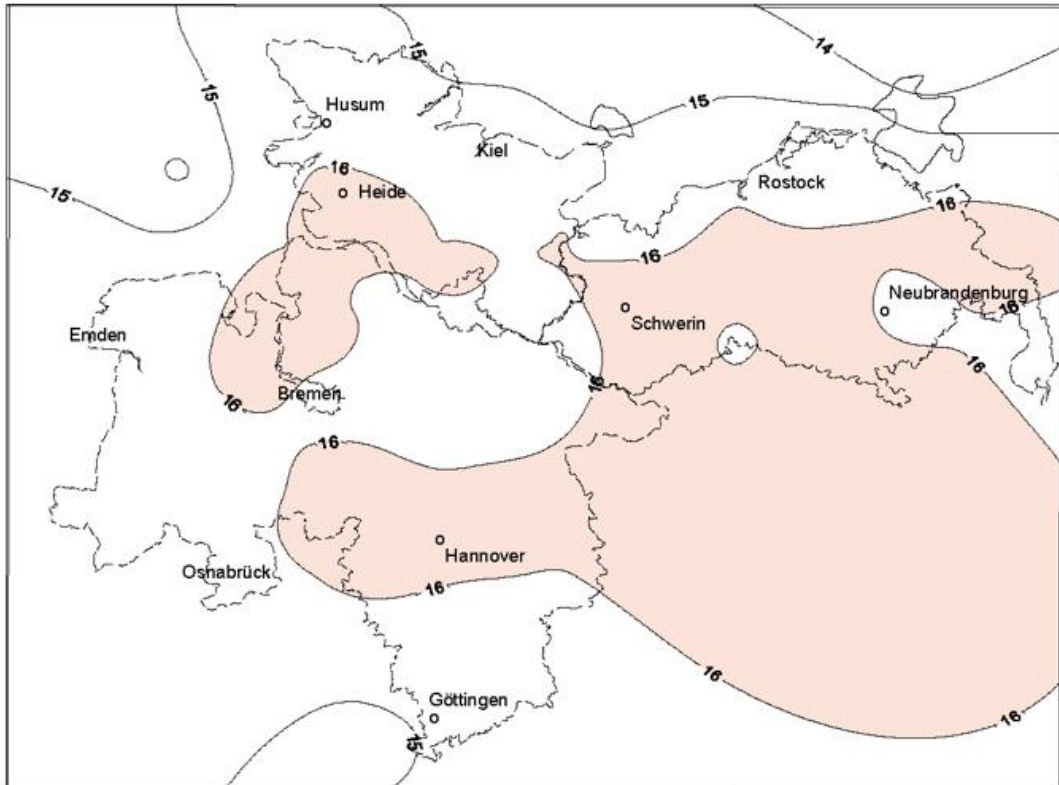 14
15
15
15
Husum
Kiel
16
Heide
Rostock
15
16
16
Neubrandenburg
16
Schwerin
Emden
16
16
Bremen
16
16
Hannover
Osnabrück
16
16
Göttingen
16
15